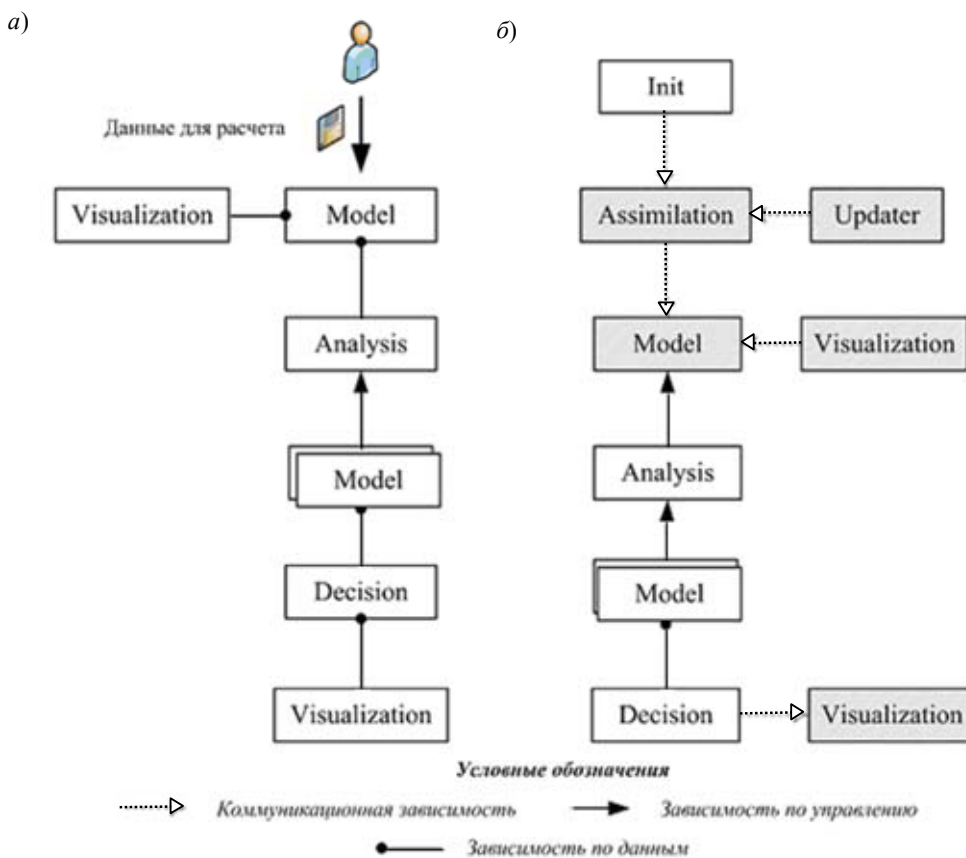 а)
Данные для расчета
Visualization
Model
Analysis
Model
Decision
Visualization
б)
Init
Assimilation
Updater
Model
Visualization
Analysis
Model
Decision
Visualization
Условные обозначения
Коммуникационная зависимость
Зависимость по управлению
Зависимость по данным